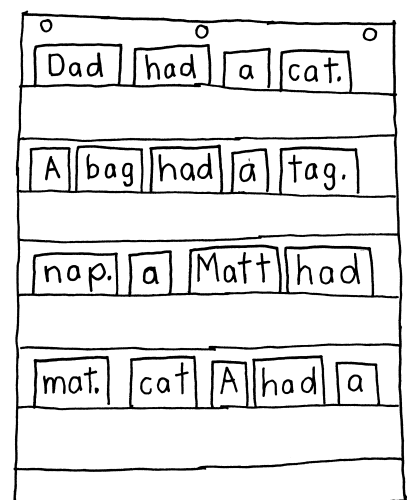 Dad had a cat.
A bag had a tag.
nap. a Matt had
mat. cat A had a